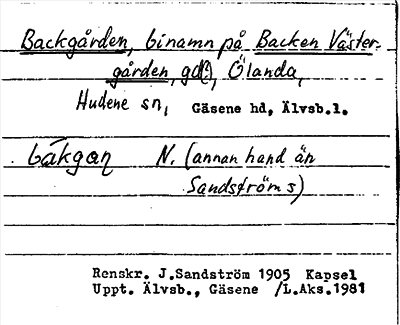 Backgården, binamn på Backen Väster-
gården, gd(?), Ölanda,
Hudene sn, Gäsene hd, Älvsb.l.
bàkgan N. (annan hand än
Sandströms)
Renskr. J.Sandström 1905 Kapsel
Uppt. Älvsb., Gäsene /L.Aks.1981